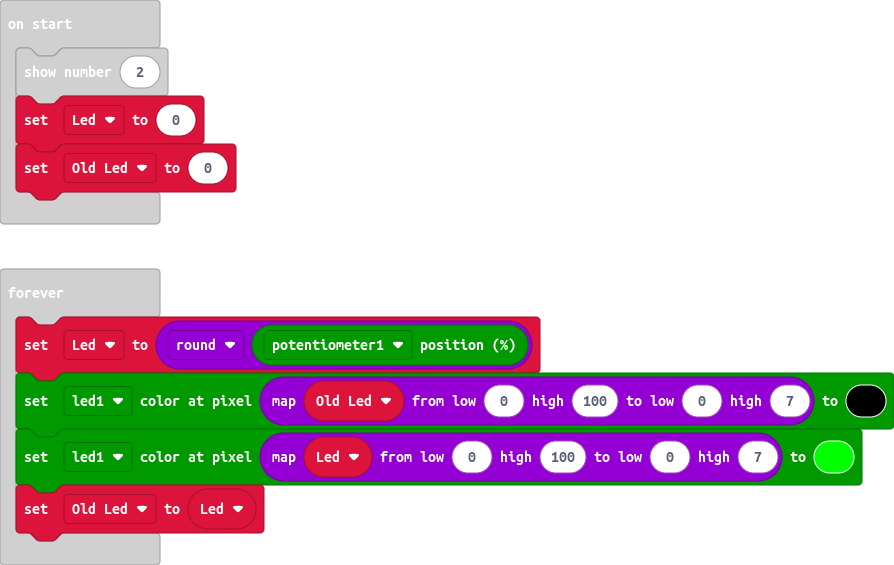 on start
show number 2
set Led to 0
set Old Led to 0
forever
set Led to round potentiometer1 position (%)
set led1 color at pixel map Old Led from low 0 high 100 to low 0 high 7 to
set led1 color at pixel map Led from low 0 high 100 to low 0 high 7 to
set Old Led to Led